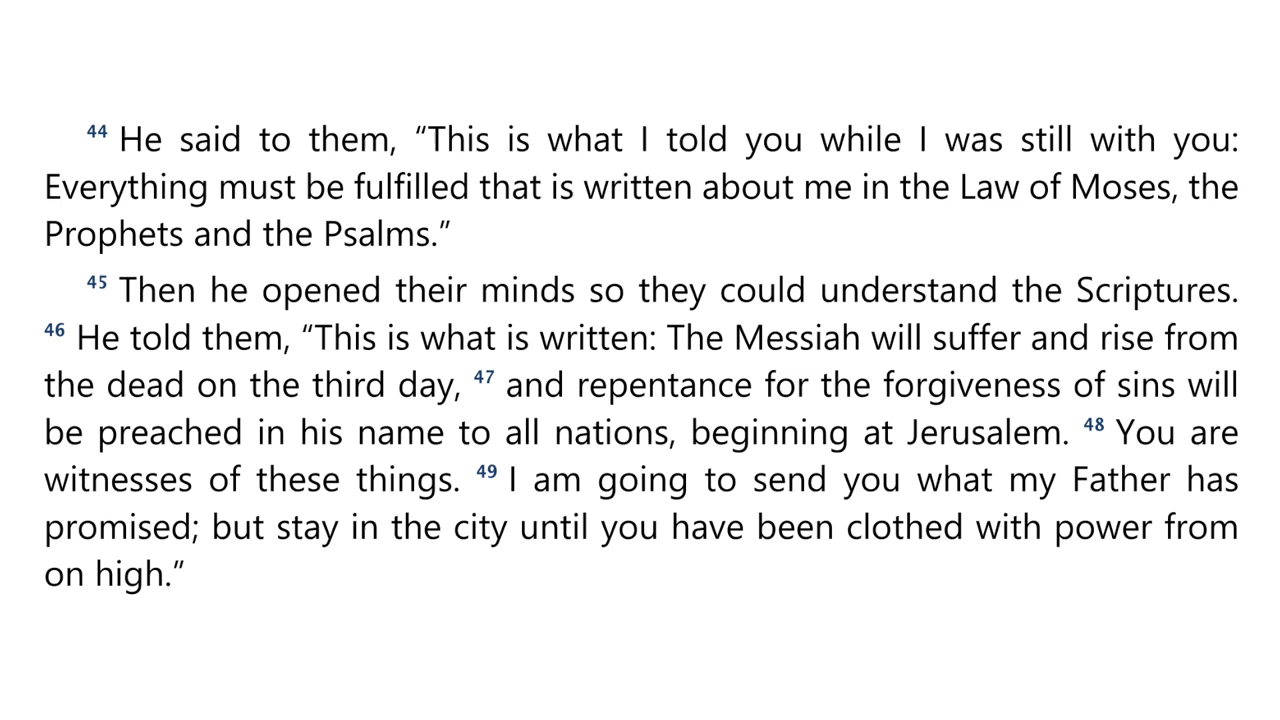 44 He said to them, “This is what I told you while I was still with you:
Everything must be fulfilled that is written about me in the Law of Moses, the
Prophets and the Psalms.”
45 Then he opened their minds so they could understand the Scriptures.
46 He told them, “This is what is written: The Messiah will suffer and rise from
the dead on the third day, 47 and repentance for the forgiveness of sins will
be preached in his name to all nations, beginning at Jerusalem. 48 You are
witnesses of these things. 49 I am going to send you what my Father has
promised; but stay in the city until you have been clothed with power from
on high.”